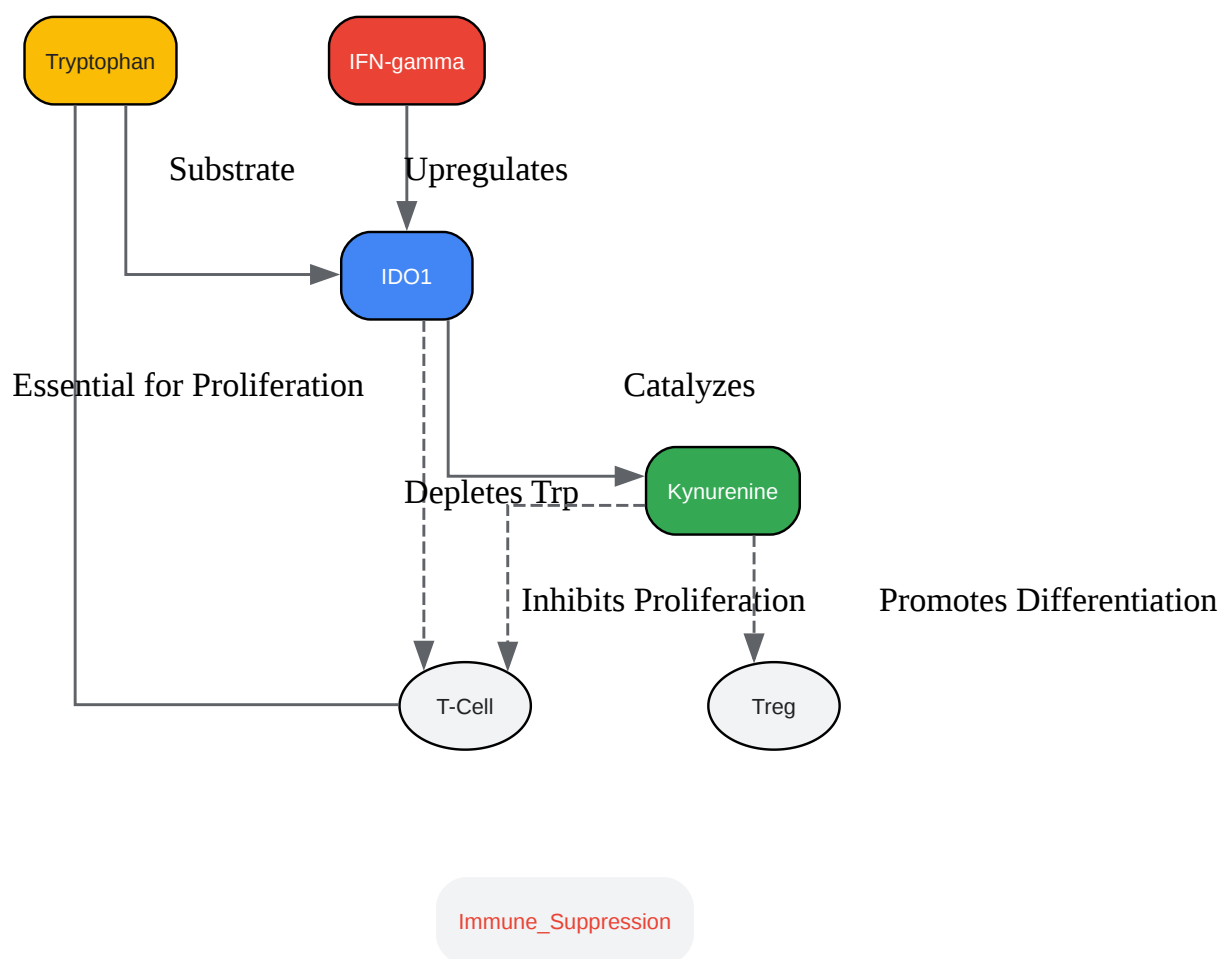 Tryptophan
IFN-gamma
Substrate
Upregulates
IDO1
Essential for Proliferation
Catalyzes
Depletes Trp
Kynurenine
Inhibits Proliferation
Promotes Differentiation
T-Cell
Treg
Immune_Suppression